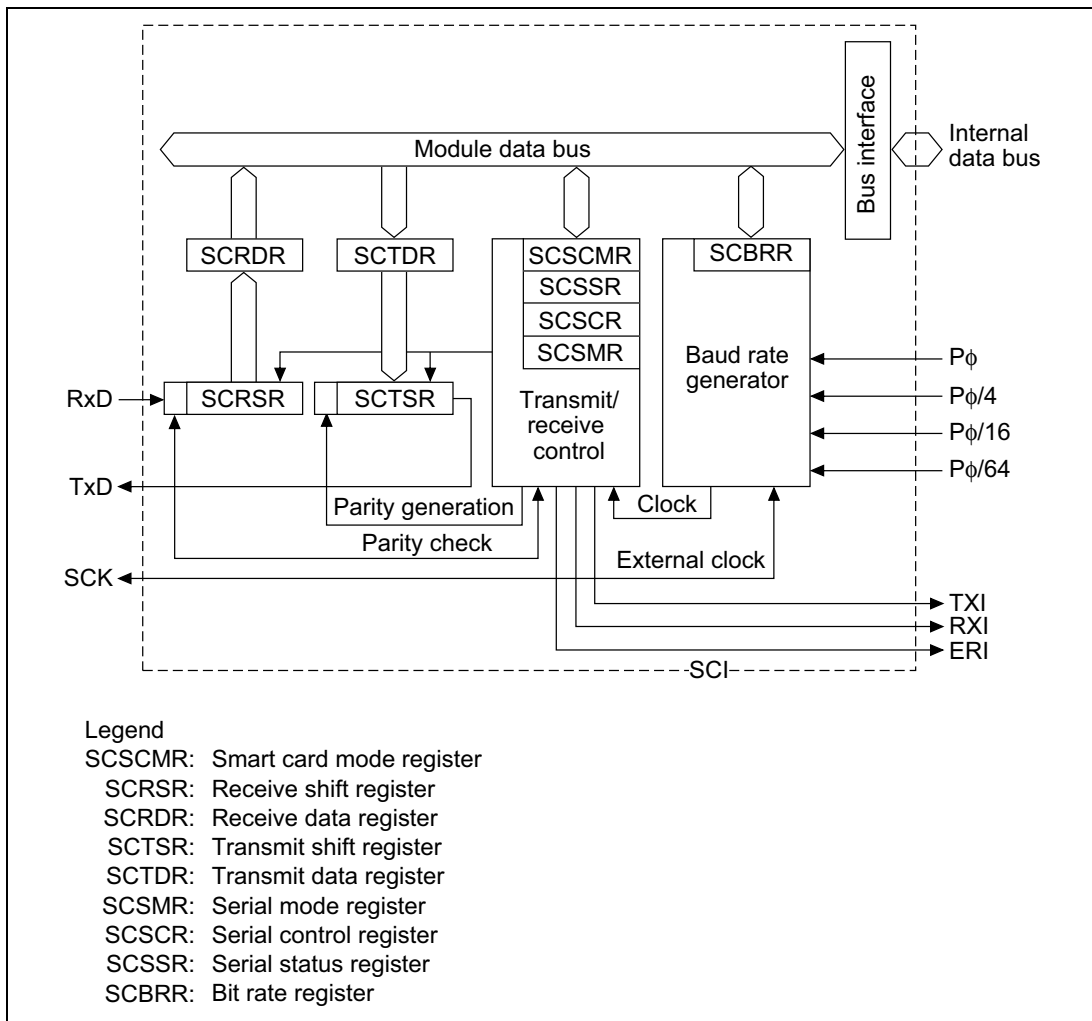 Bus interface
Internal
data bus
Module data bus
SCRDR
SCTDR
SCSCMR
SCSSR
SCSCR
SCSMR
Transmit/
receive
control
SCBRR
Baud rate
generator
Pϕ
Pϕ/4
Pϕ/16
Pϕ/64
RxD
SCRSR
SCTSR
TxD
Parity generation
Parity check
Clock
External clock
SCK
TXI
RXI
ERI
SCI
Legend
SCSCMR: Smart card mode register
SCRSR: Receive shift register
SCRDR: Receive data register
SCTSR: Transmit shift register
SCTDR: Transmit data register
SCSMR: Serial mode register
SCSCR: Serial control register
SCSSR: Serial status register
SCBRR: Bit rate register